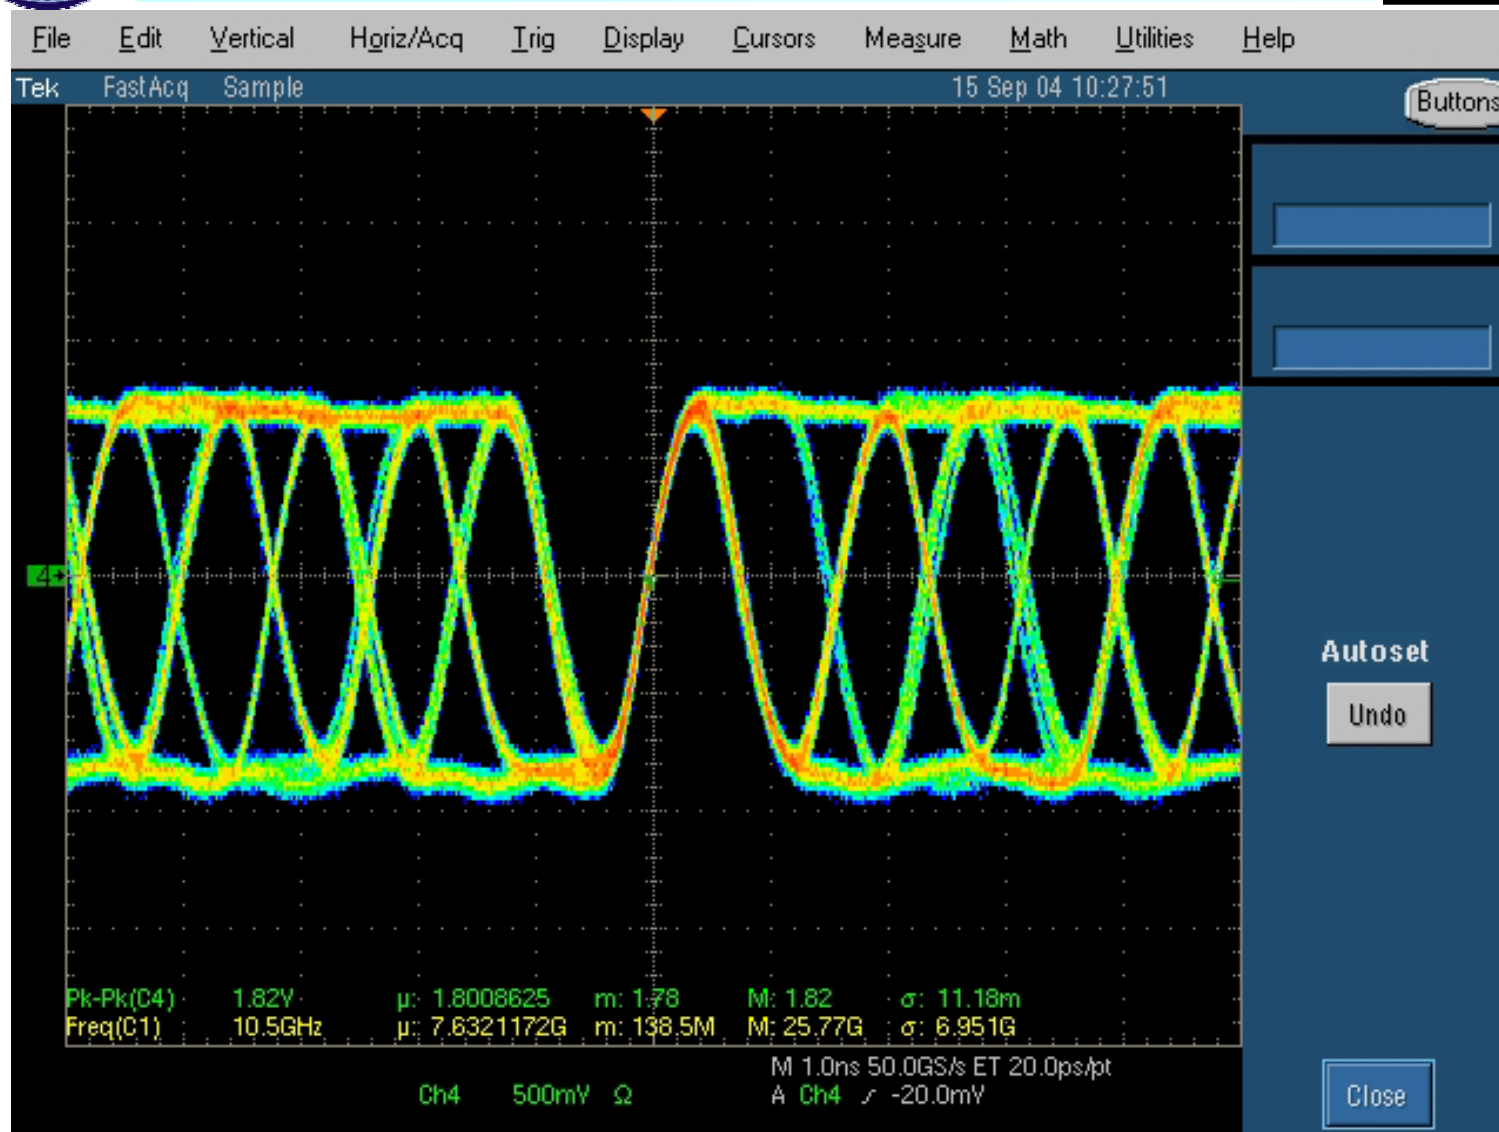 File Edit Vertical Horiz/Acq Trig Display Cursors Measure Math Utilities Help
Tek FastAcq Sample 15 Sep 04 10:27:51
Buttons
4
Autoset
Undo
Pk-Pk(C4) 1.82V µ: 1.8008625 m: 1.78 M: 1.82 σ: 11.18m
Freq(C1) 10.5GHz µ: 7.6321172G m: 138.5M M: 25.77G σ: 6.951G
M 1.0ns 50.0GS/s ET 20.0ps/pt
Ch4 500mV Ω A Ch4 -20.0mV
Close